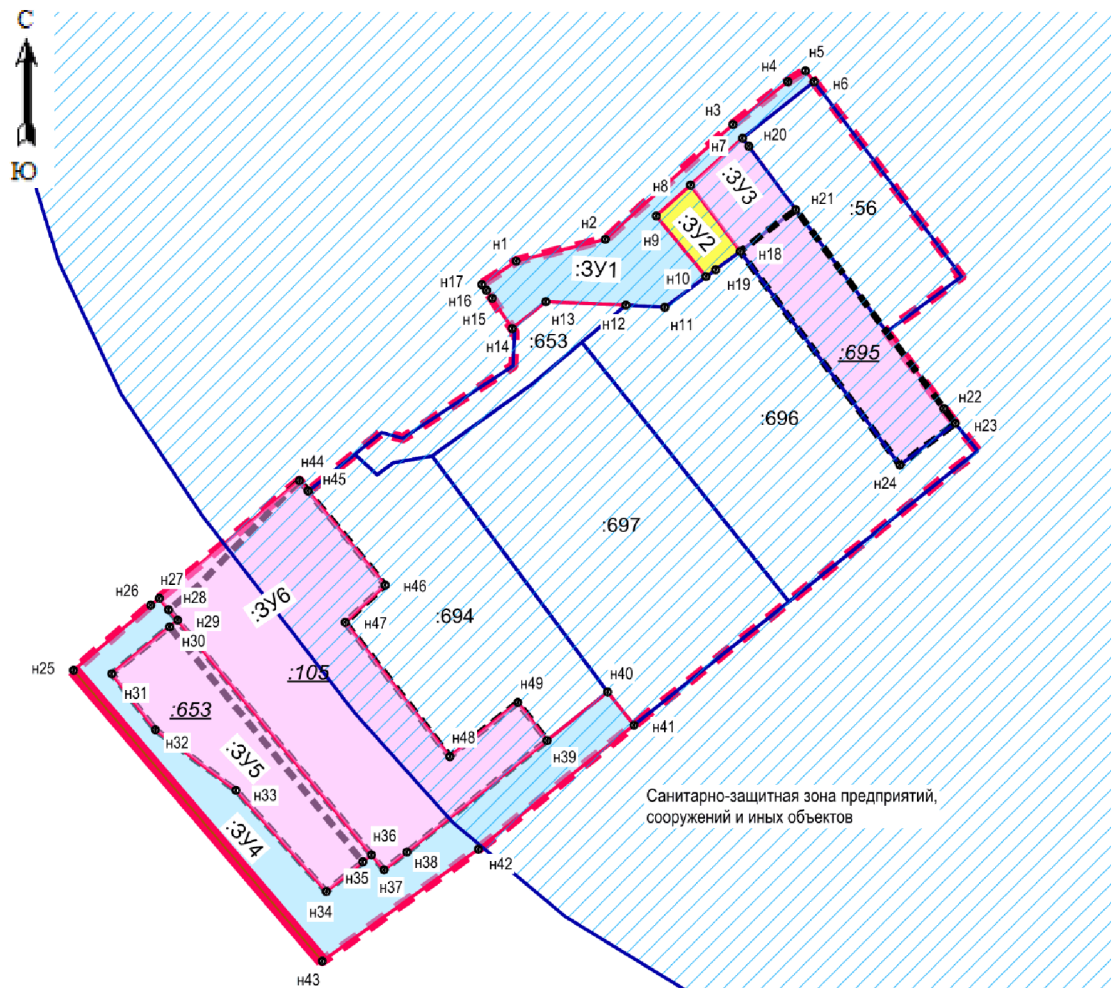 С
Ю
н5
н4
н6
н3
н7
н20
:ЗУ3
н8
н21
:56
н9
:ЗУ2
н2
н1
:ЗУ1
н18
н10
н19
н17
н16
н15
н13
н12
н11
н14
:653
:695
н22
н23
:696
н24
н44
н45
:697
н46
н27
н26
н28
:ЗУ6
н29
н47
:694
н30
н25
:105
н31
н40
н49
:653
н41
н32
н48
н39
:ЗУ5
н33
Санитарно-защитная зона предприятий,
сооружений и иных объектов
:ЗУ4
н36
н38
н42
н35
н37
н34
н43